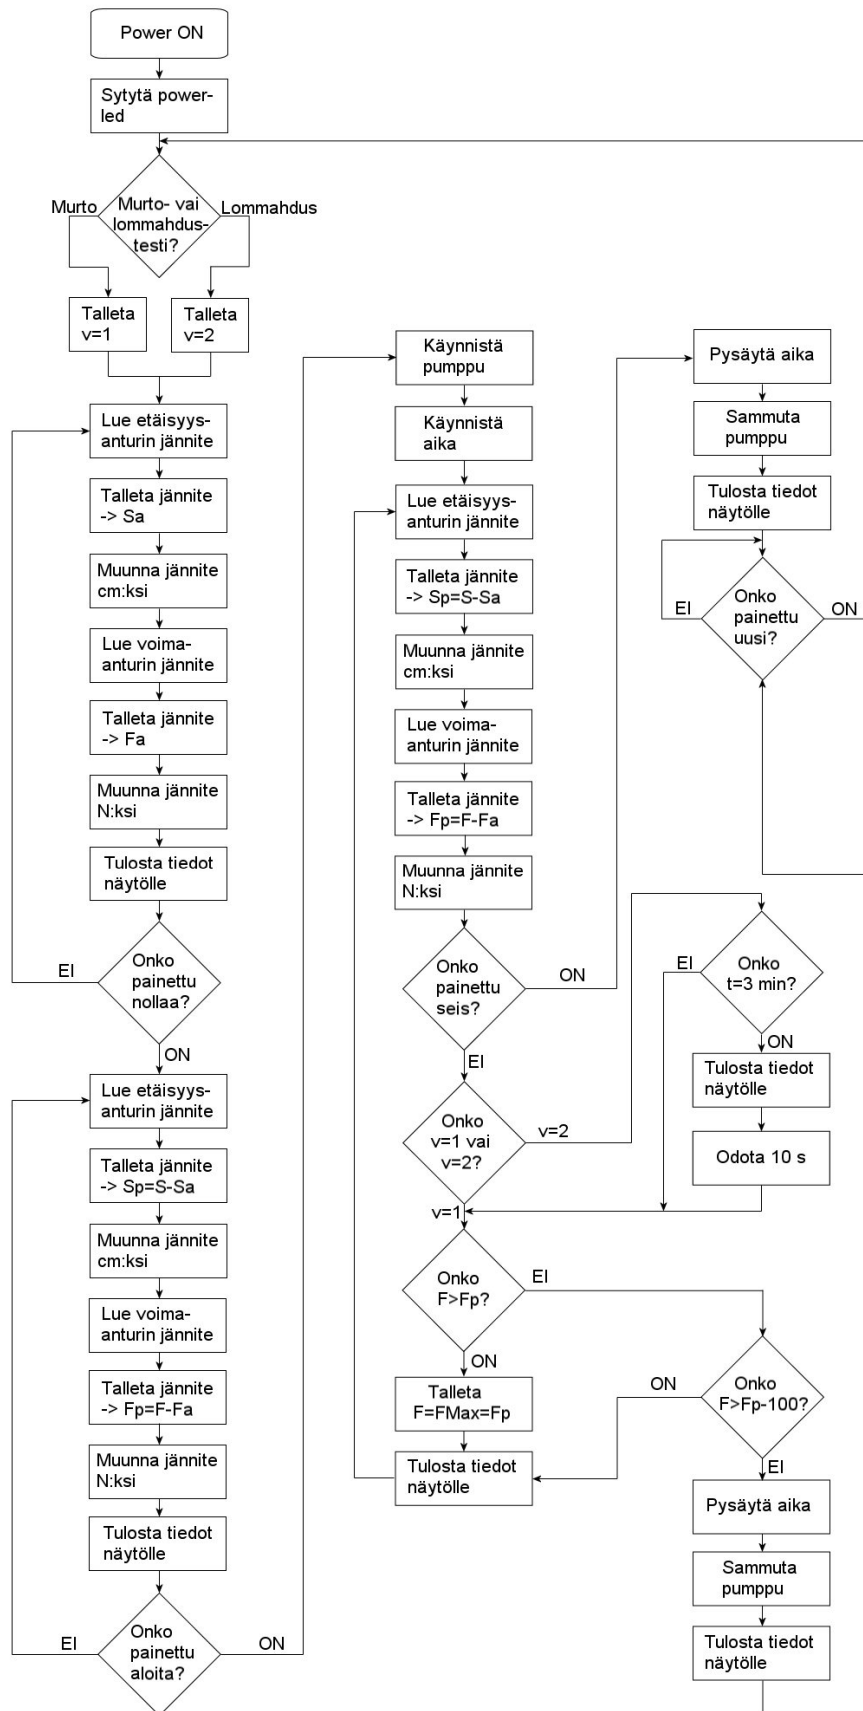 Power ON
Sytytä power-
led
Murto- vai
lommahdus-
testi?
Murto
Lommahdus
Talleta
v=1
Talleta
v=2
Lue etäisyys-
anturin jännite
Talleta jännite
-> Sa
Muunna jännite
cm:ksi
Lue voima-
anturin jännite
Talleta jännite
-> Fa
Muunna jännite
N:ksi
Tulosta tiedot
näytölle
Onko
painettu
nollaa?
EI
ON
Lue etäisyys-
anturin jännite
Talleta jännite
-> Sp=S-Sa
Muunna jännite
cm:ksi
Lue voima-
anturin jännite
Talleta jännite
-> Fp=F-Fa
Muunna jännite
N:ksi
Tulosta tiedot
näytölle
Onko
painettu
aloita?
EI
ON
Käynnistä
pumppu
Käynnistä
aika
Lue etäisyys-
anturin jännite
Talleta jännite
-> Sp=S-Sa
Muunna jännite
cm:ksi
Lue voima-
anturin jännite
Talleta jännite
-> Fp=F-Fa
Muunna jännite
N:ksi
Onko
painettu
seis?
ON
EI
Onko
v=1 vai
v=2?
v=2
v=1
Onko
F>Fp?
EI
ON
Talleta
F=FMax=Fp
Tulosta tiedot
näytölle
Pysäytä aika
Sammuta
pumppu
Tulosta tiedot
näytölle
Onko
painettu
uusi?
EI
ON
Onko
t=3 min?
EI
ON
Tulosta tiedot
näytölle
Odota 10 s
Onko
F>Fp-100?
ON
EI
Pysäytä aika
Sammuta
pumppu
Tulosta tiedot
näytölle